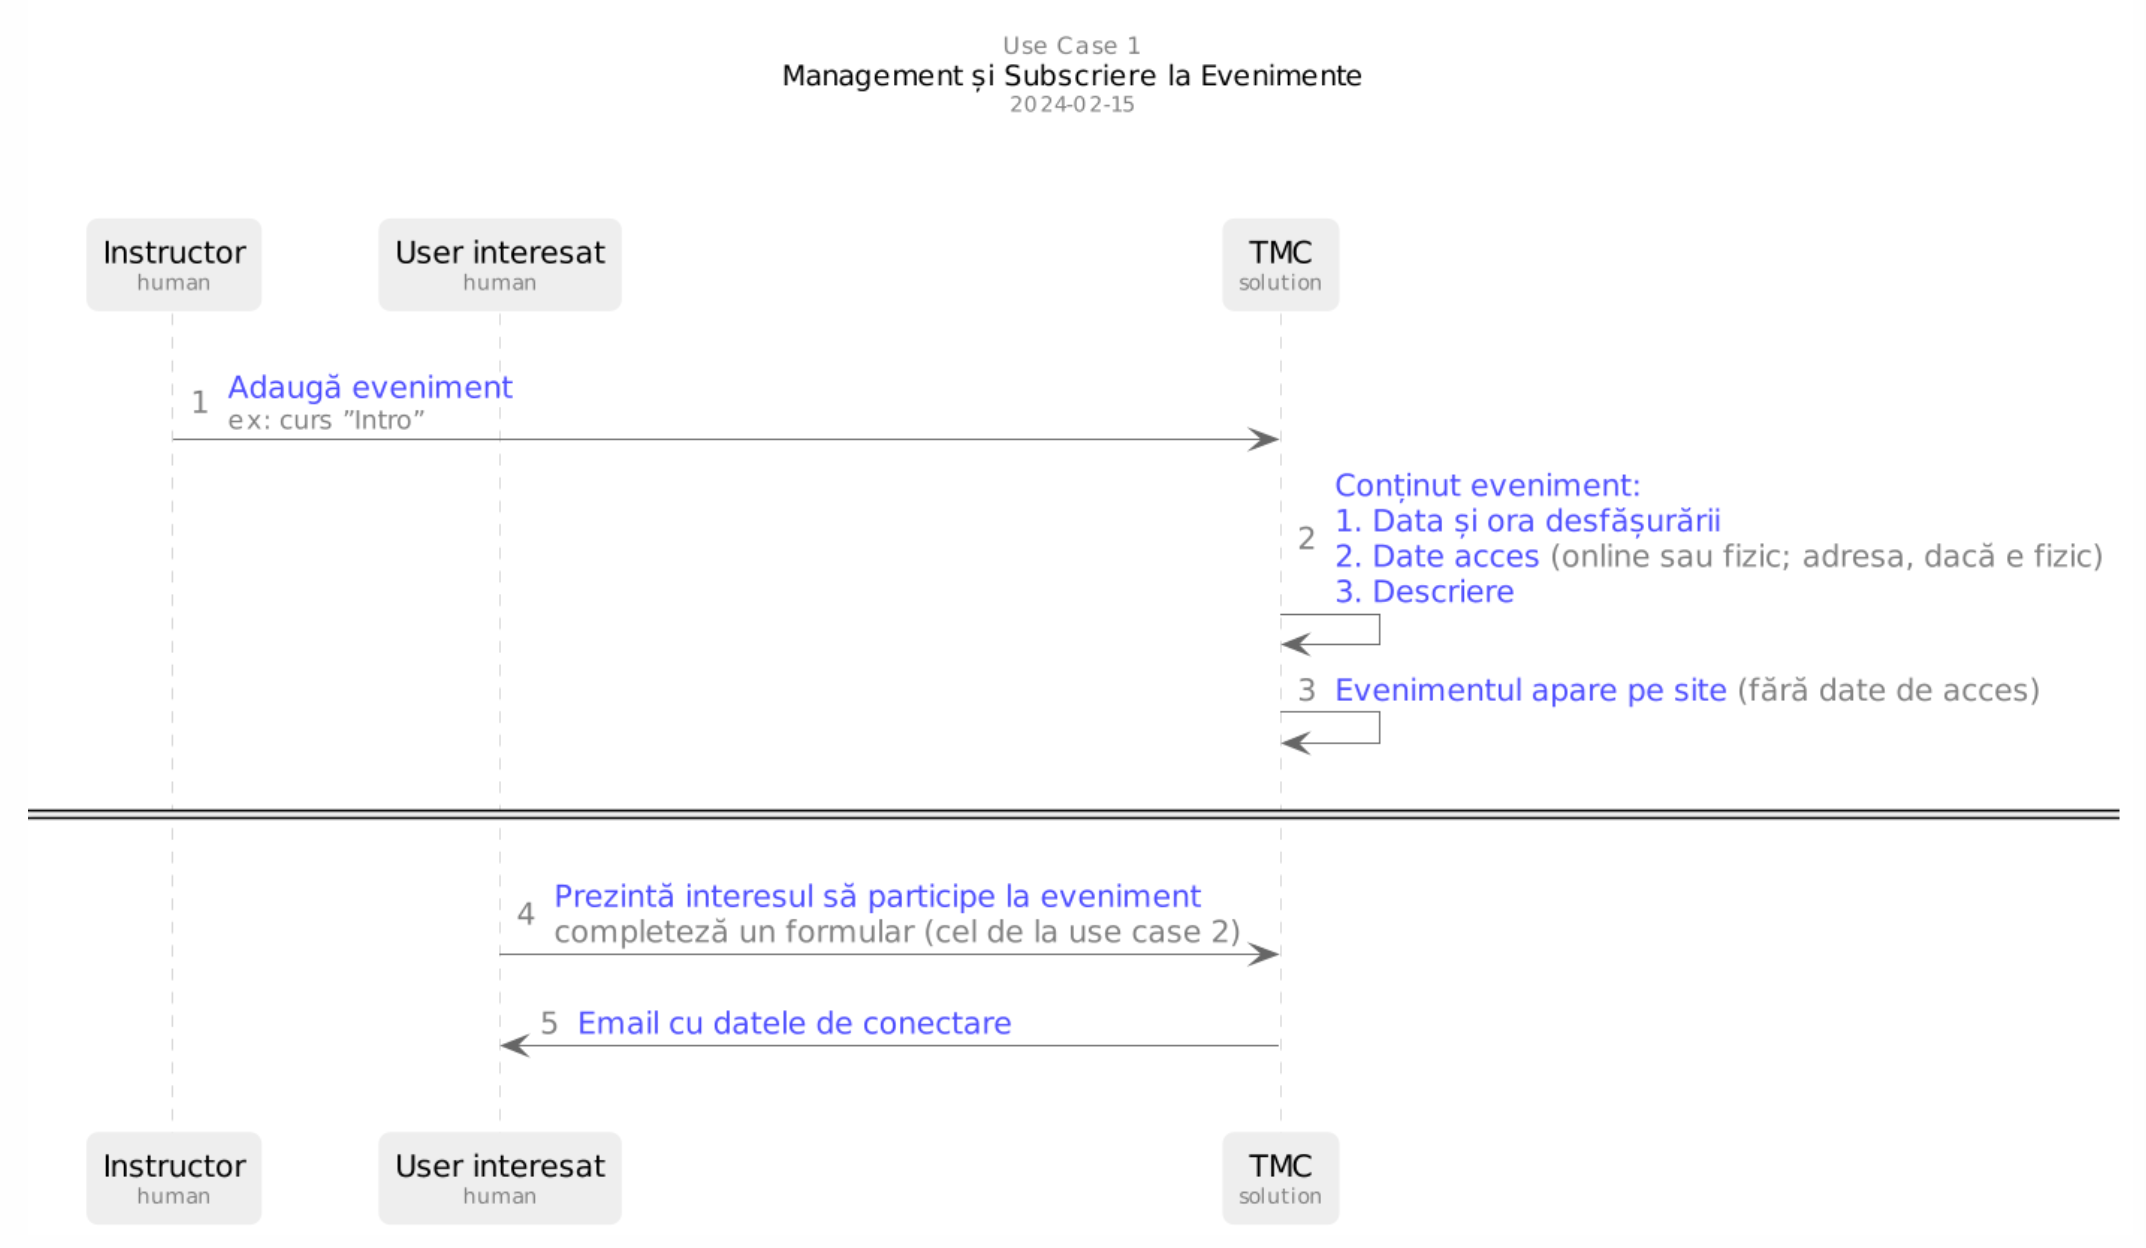 Use Case 1
Management și Subscriere la Evenimente
2024-02-15
Instructor
human
User interesat
human
TMC
solution
1 Adaugă eveniment
ex: curs ”Intro”
2 Conținut eveniment:
1. Data și ora desfășurării
2. Date acces (online sau fizic; adresa, dacă e fizic)
3. Descriere
3 Evenimentul apare pe site (fără date de acces)
4 Prezintă interesul să participe la eveniment
completeză un formular (cel de la use case 2)
5 Email cu datele de conectare
Instructor
human
User interesat
human
TMC
solution